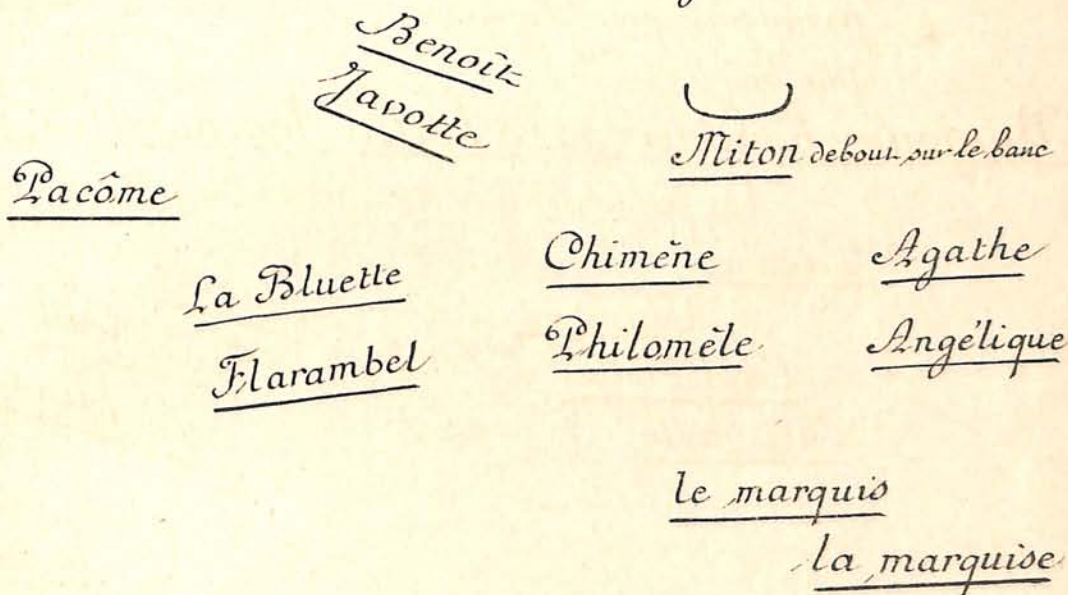 Benoît
Javotte
Miton debout sur le banc
Pacôme
Chimène Agathe
La Bluette
Philomèle Angélique
Flarambel
le marquis
la marquise